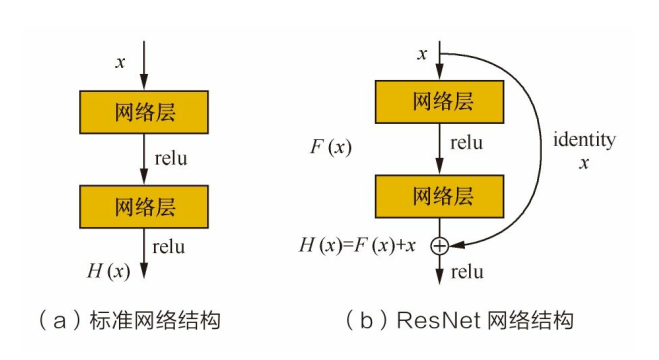 x
网络层
relu
网络层
relu
H(x)
(a)标准网络结构
x
网络层
F(x)
relu
identity
x
网络层
H(x)=F(x)+x
relu
(b)ResNet 网络结构